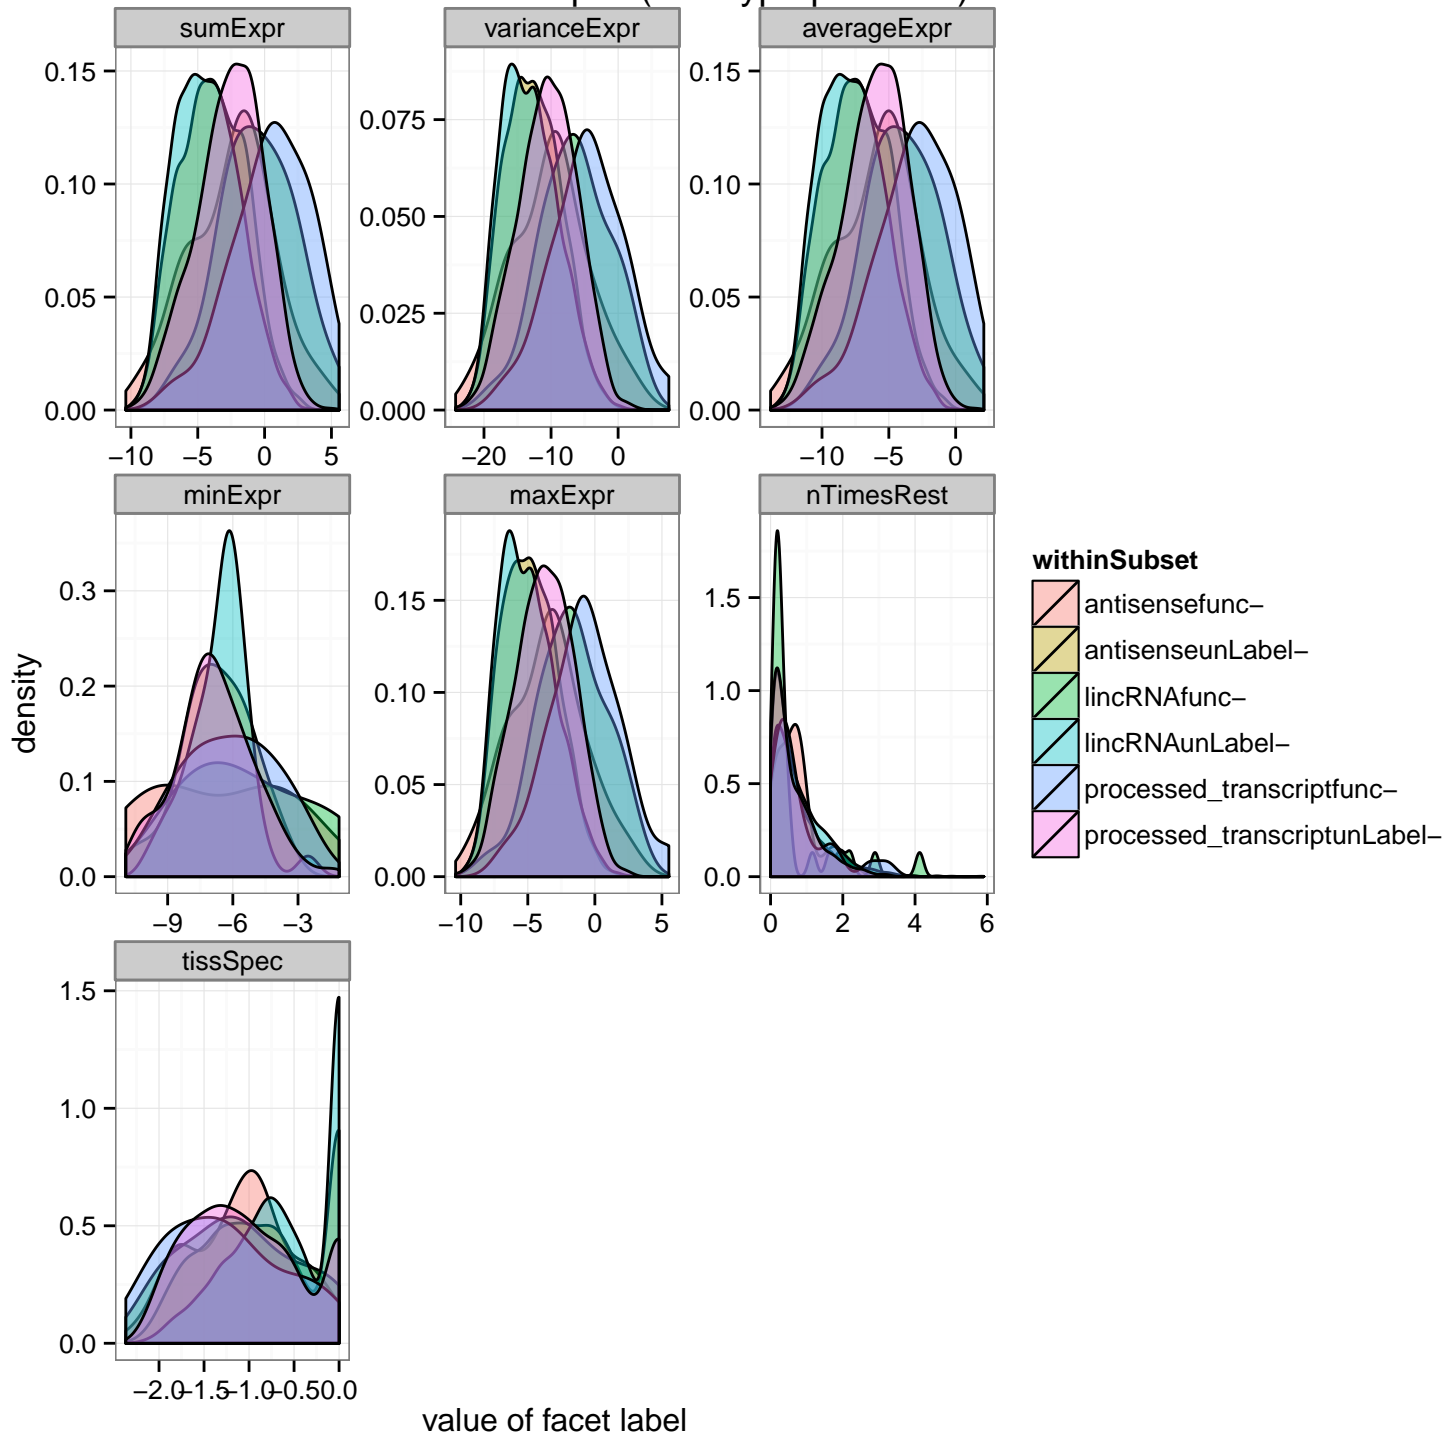 sumExpr varianceExpr averageExpr
0.15 0.15
0.075
0.10 0.10
0.050
0.05 0.05
0.025
0.00 0.000 0.00
−10 −5 0 5 −20 −10 0 −10 −5 0
minExpr maxExpr nTimesRest
0.3 0.15 1.5
0.2 0.10 1.0
0.1 0.05 0.5
0.0 0.00 0.0
−9 −6 −3 −10 −5 0 5 0 2 4 6
density
tissSpec
1.5
1.0
0.5
0.0
−2.0 −1.5 −1.0 −0.5 0.0
value of facet label
withinSubset
antisensefunc−
antisenseunLabel−
lincRNAfunc−
lincRNAunLabel−
processed_transcriptfunc−
processed_transcriptunLabel−